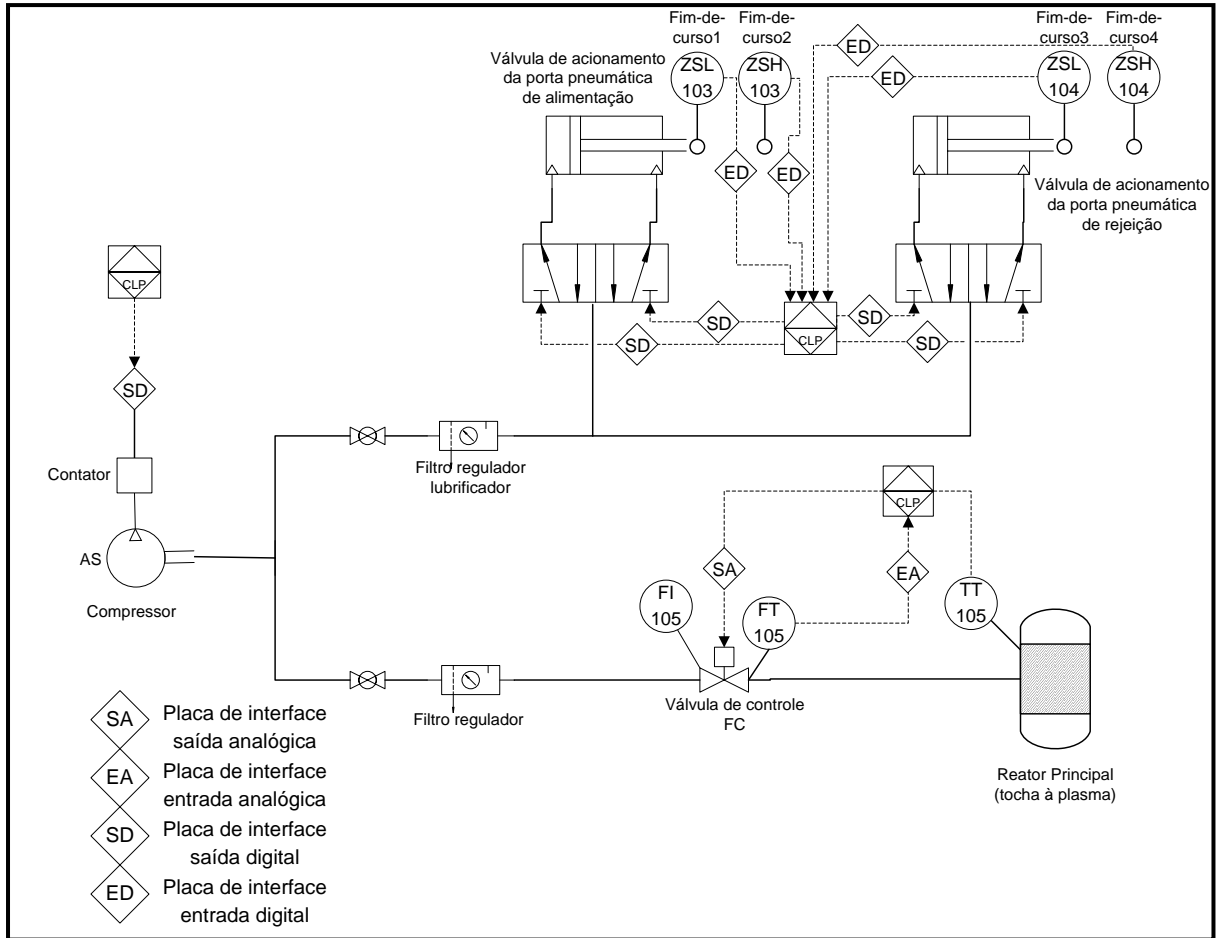 Fim-de-
curso1
Fim-de-
curso2
Fim-de-
curso3
Fim-de-
curso4
ZSL
103
ZSH
103
ZSL
104
ZSH
104
ED
ED
ED
ED
Válvula de acionamento
da porta pneumática
de alimentação
Válvula de acionamento
da porta pneumática
de rejeição
CLP
SD
SD
SD
CLP
SD
SD
Contator
AS
Compressor
Filtro regulador
lubrificador
CLP
SA
EA
FI
105
FT
105
TT
105
Filtro regulador
Válvula de controle
FC
Reator Principal
(tocha à plasma)
SA
Placa de interface
saída analógica
EA
Placa de interface
entrada analógica
SD
Placa de interface
saída digital
ED
Placa de interface
entrada digital